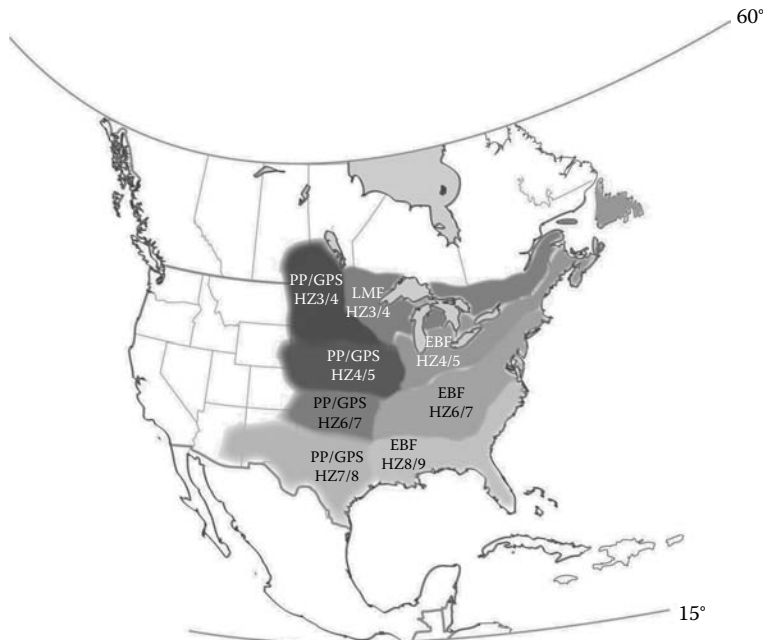 60°
PP/GPS
HZ3/4
LMF
HZ3/4
EBF
HZ4/5
PP/GPS
HZ4/5
EBF
HZ6/7
PP/GPS
HZ6/7
EBF
HZ8/9
PP/GPS
HZ7/8
15°